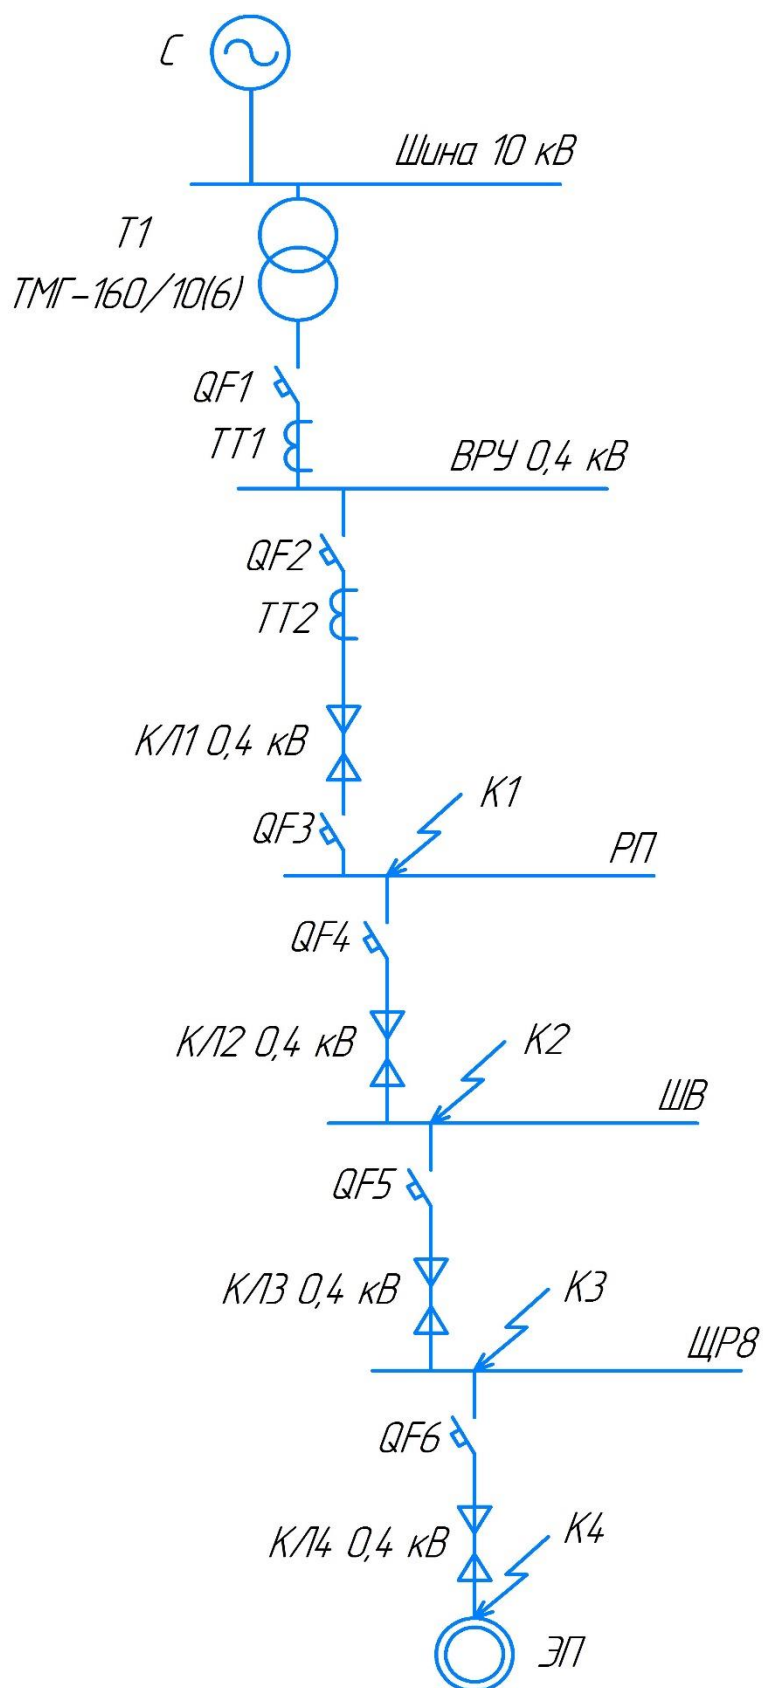 С
Шина 10 кВ
Т1
ТМГ-160/10(6)
QF1
ТТ1
ВРУ 0,4 кВ
QF2
ТТ2
КЛ1 0,4 кВ
К1
QF3
РП
QF4
КЛ2 0,4 кВ
К2
ШВ
QF5
КЛ3 0,4 кВ
К3
ЩР8
QF6
К4
КЛ4 0,4 кВ
ЭП